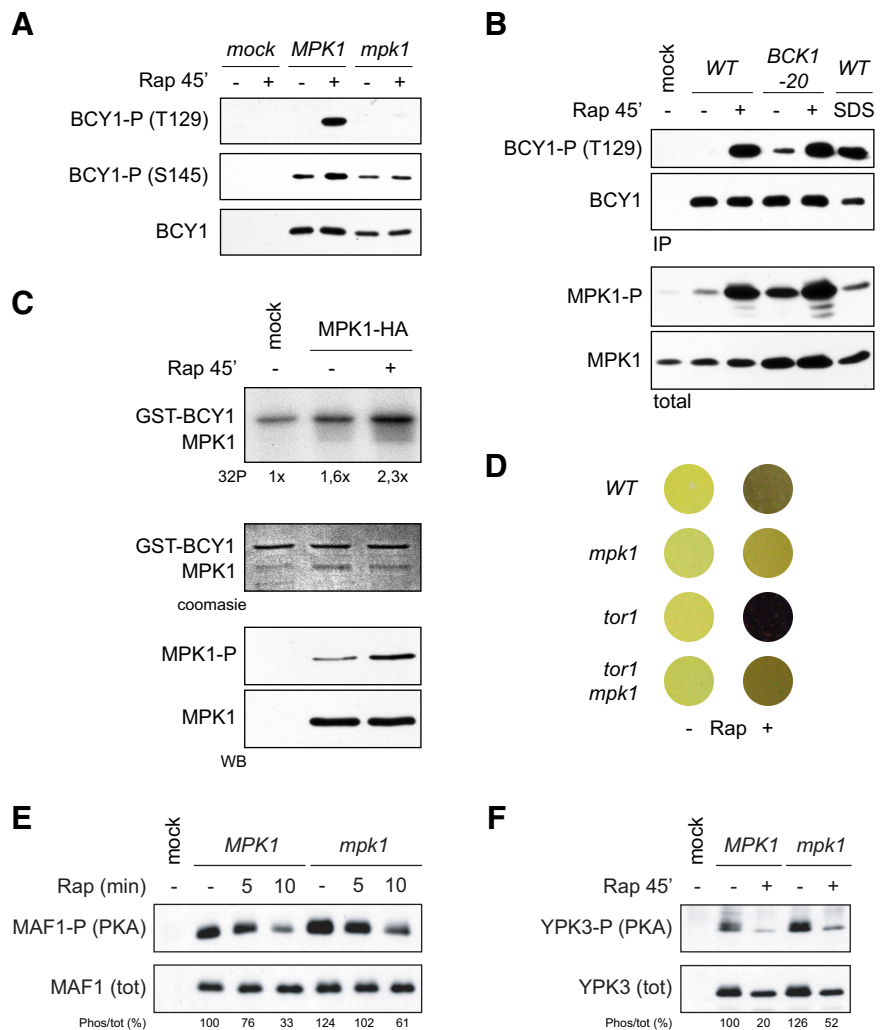 A
mock MPK1 mpk1
Rap 45’ - + - + - +
BCY1-P (T129)
BCY1-P (S145)
BCY1
B
mock WT BCK1 -20 WT
Rap 45’ - - + - + SDS
BCY1-P (T129)
BCY1
IP
MPK1-P
MPK1
total
C
mock MPK1-HA
Rap 45’ - - +
GST-BCY1
MPK1
32P 1x 1,6x 2,3x
GST-BCY1
MPK1
coomasie
MPK1-P
MPK1
WB
D
WT
mpk1
tor1
tor1
mpk1
- Rap +
E
mock MPK1 mpk1
Rap (min) - - 5 10 - 5 10
MAF1-P (PKA)
MAF1 (tot)
Phos/tot (%) 100 76 33 124 102 61
F
mock MPK1 mpk1
Rap 45’ - - + - +
YPK3-P (PKA)
YPK3 (tot)
Phos/tot (%) 100 20 126 52